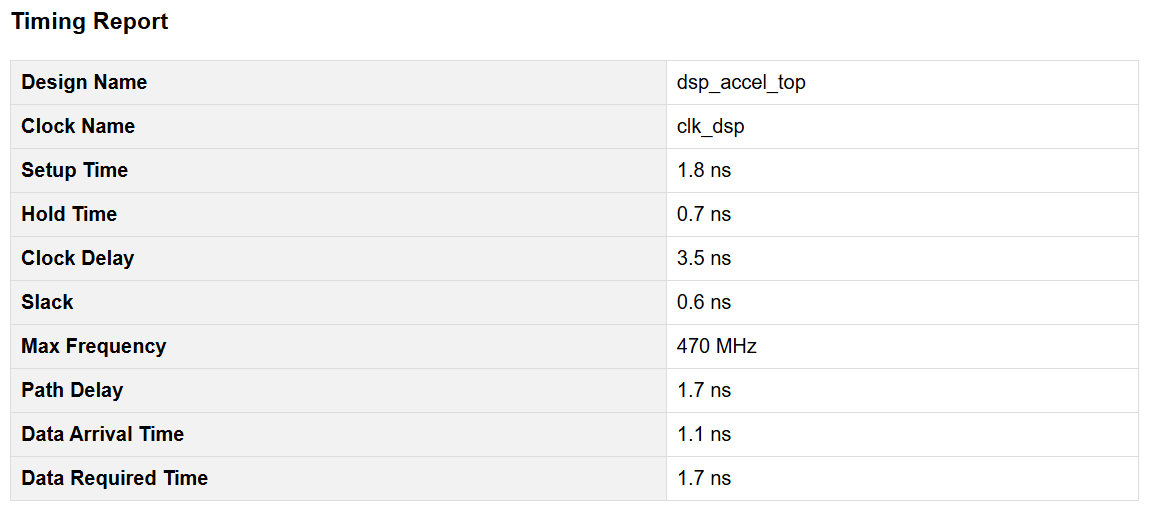 Timing Report
Design Name dsp_accel_top
Clock Name clk_dsp
Setup Time 1.8 ns
Hold Time 0.7 ns
Clock Delay 3.5 ns
Slack 0.6 ns
Max Frequency 470 MHz
Path Delay 1.7 ns
Data Arrival Time 1.1 ns
Data Required Time 1.7 ns